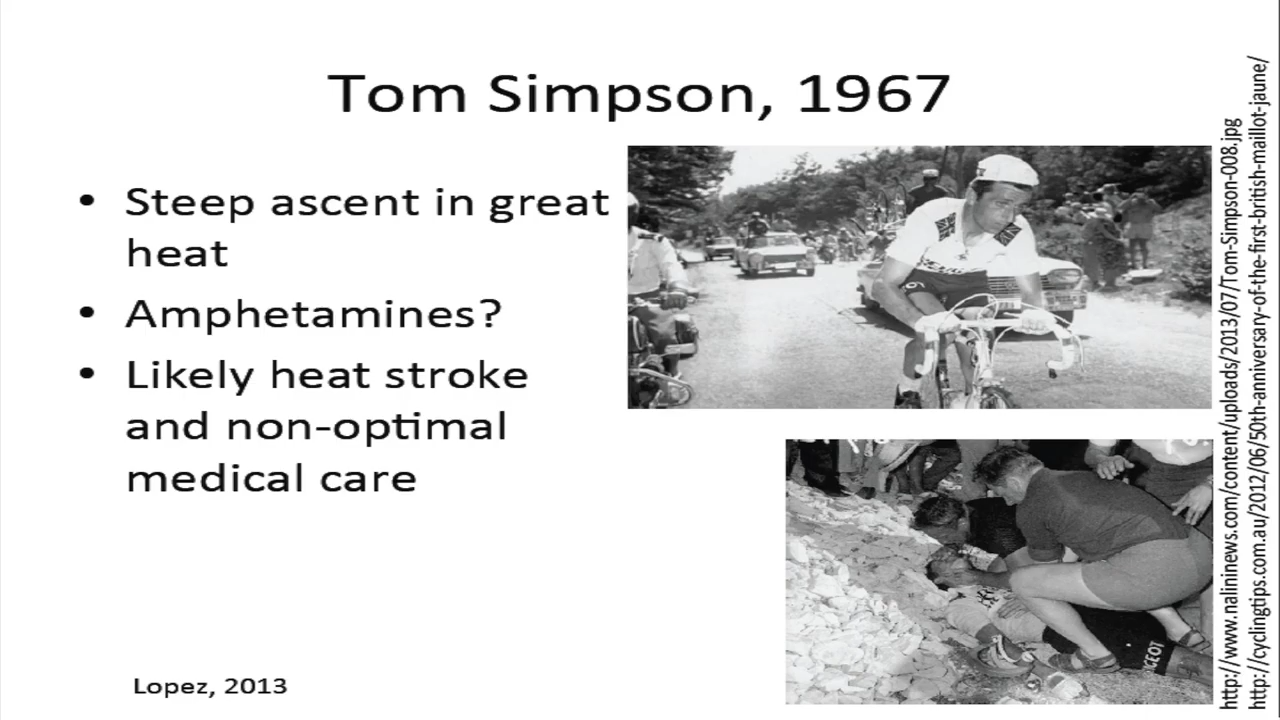 Tom Simpson, 1967
• Steep ascent in great
heat
• Amphetamines?
• Likely heat stroke
and non-optimal
medical care
Lopez, 2013
http://www.nalininews.com/content/uploads/2013/07/Tom-Simpson-008.jpg
http://cyclingtips.com.au/2012/06/50th-anniversary-of-the-first-british-maillot-jaune/